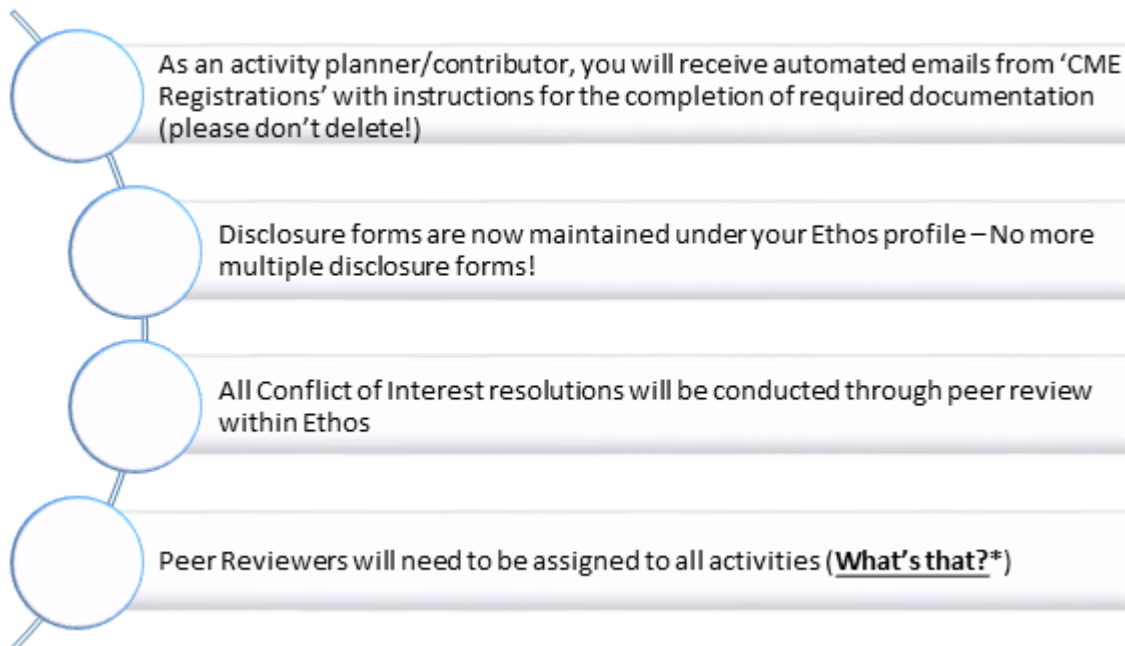 As an activity planner/contributor, you will receive automated emails from ‘CME
Registrations’ with instructions for the completion of required documentation
(please don’t delete!)
Disclosure forms are now maintained under your Ethos profile – No more
multiple disclosure forms!
All Conflict of Interest resolutions will be conducted through peer review
within Ethos
Peer Reviewers will need to be assigned to all activities (What’s that?*)